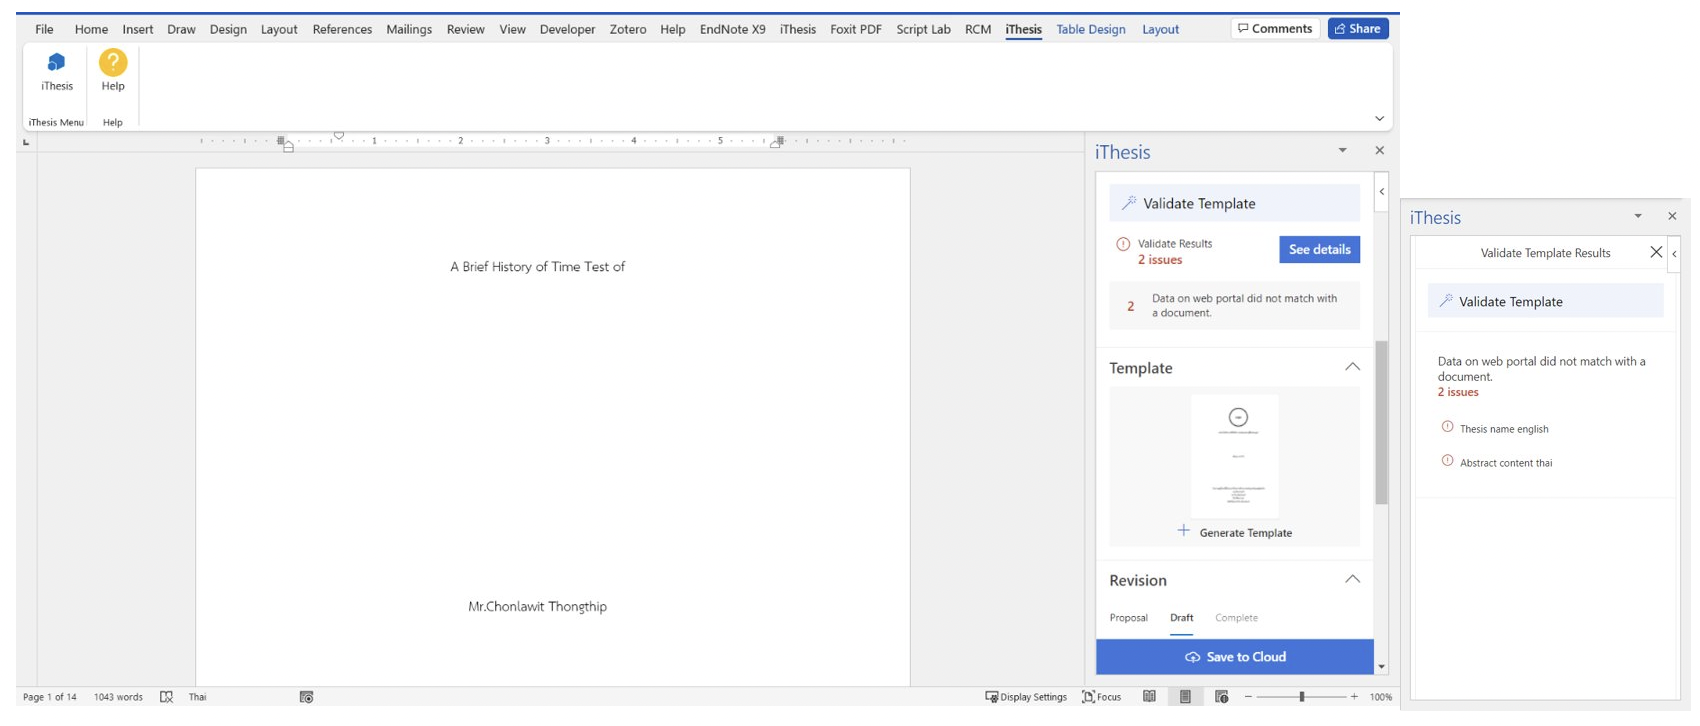 File Home Insert Draw Design Layout References Mailings Review View Developer Zotero Help EndNote X9 iThesis Foxit PDF Script Lab RCM iThesis Table Design Layout Comments Share
iThesis Help
iThesis Menu Help
1 2 3 4 5
iThesis
Validate Template
Validate Results
2 issues
See details
2 Data on web portal did not match with
a document.
Template
Generate Template
Revision
Proposal Draft Complete
Save to Cloud
A Brief History of Time Test of
Mr.Chonlawit Thongthip
Page 1 of 14 1043 words Thai Display Settings Focus 100%
iThesis
Validate Template Results
Validate Template
Data on web portal did not match with a
document.
2 issues
Thesis name english
Abstract content thai